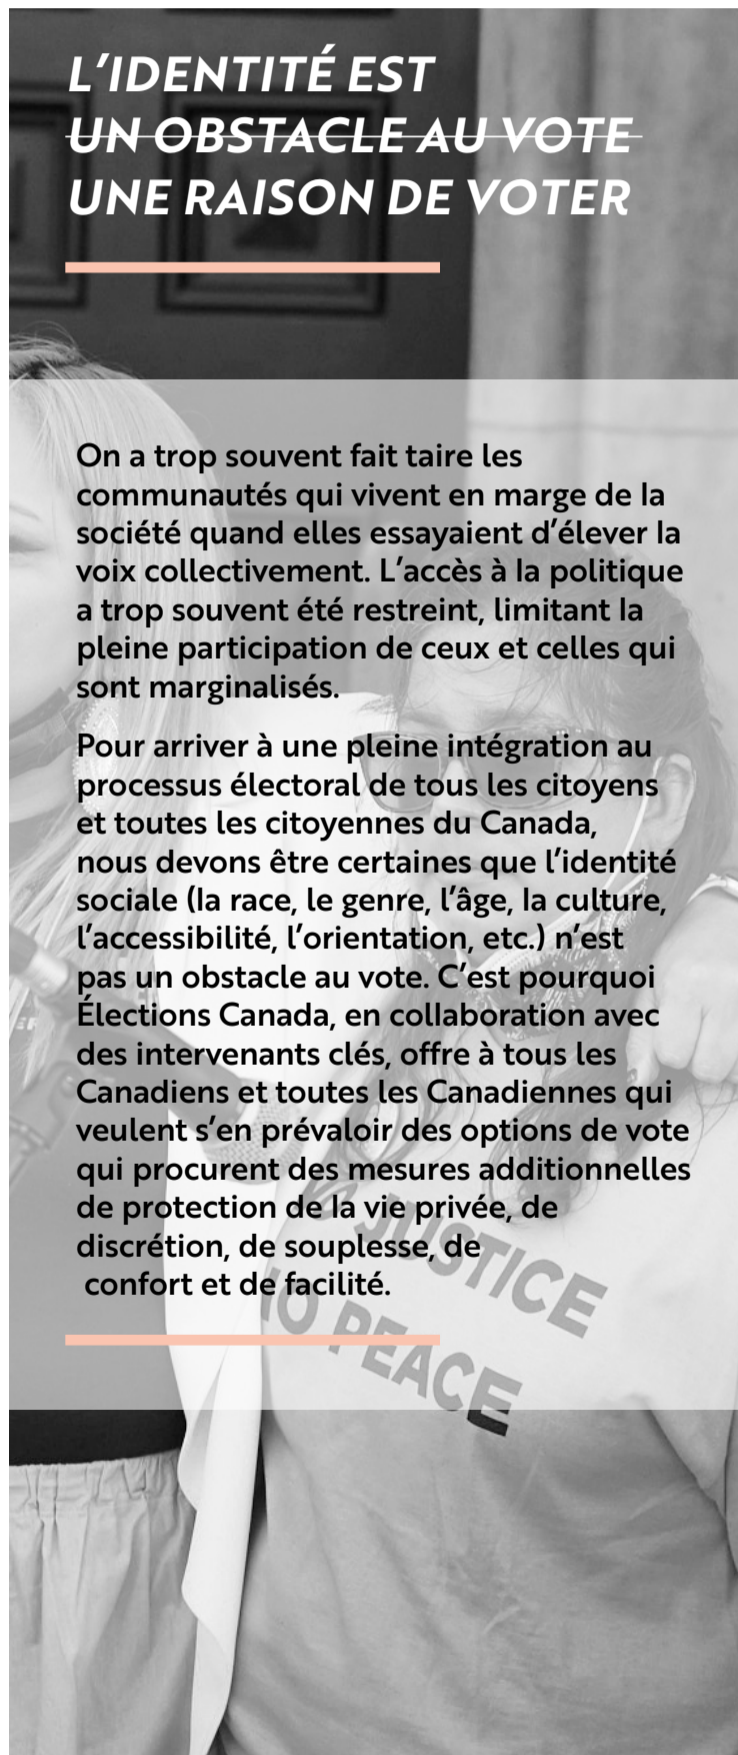 L'IDENTITÉ EST
UN OBSTACLE AU VOTE
UNE RAISON DE VOTER
On a trop souvent fait taire les
communautés qui vivent en marge de la
société quand elles essayaient d'élever la
voix collectivement. L'accès à la politique
a trop souvent été restreint, limitant la
pleine participation de ceux et celles qui
sont marginalisés.
Pour arriver à une pleine intégration au
processus électoral de tous les citoyens
et toutes les citoyennes du Canada,
nous devons être certaines que l'identité
sociale (la race, le genre, l'âge, la culture,
l'accessibilité, l'orientation, etc.) n'est
pas un obstacle au vote. C'est pourquoi
Élections Canada, en collaboration avec
des intervenants clés, offre à tous les
Canadiens et toutes les Canadiennes qui
veulent s'en prévaloir des options de vote
qui procurent des mesures additionnelles
de protection de la vie privée, de
discrétion, de souplesse, de
confort et de facilité.
JUSTICE
PEACE